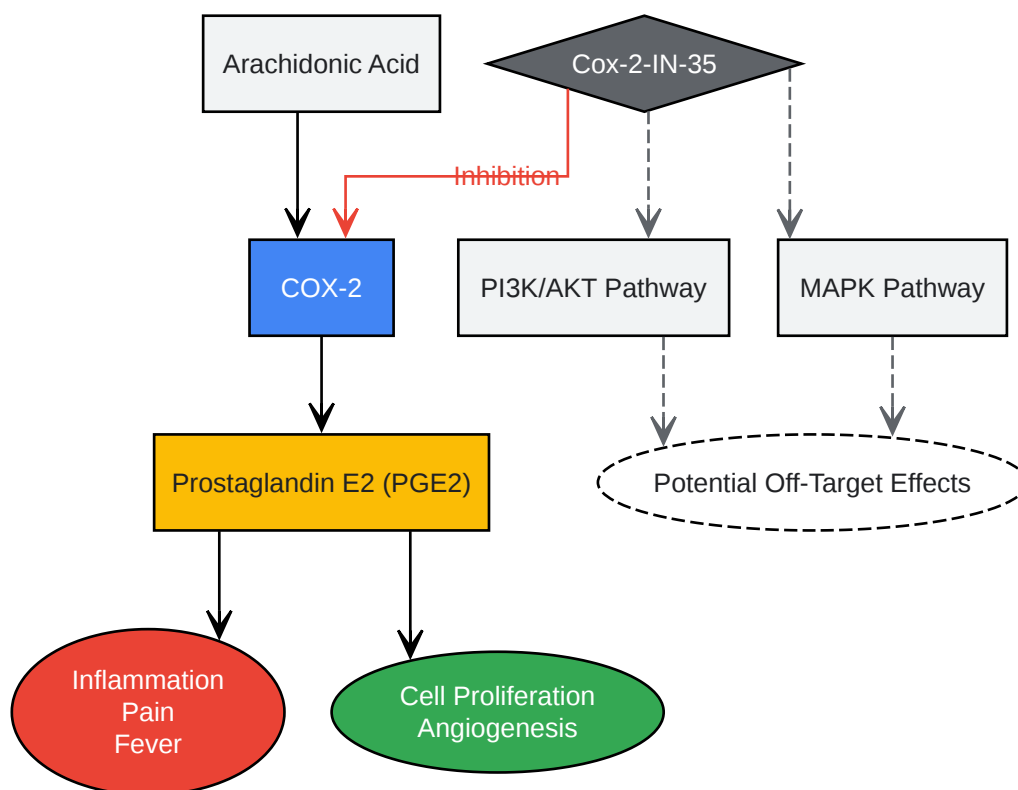 Arachidonic Acid
Cox-2-IN-35
Inhibition
COX-2
PI3K/AKT Pathway
MAPK Pathway
Prostaglandin E2 (PGE2)
Potential Off-Target Effects
Inflammation
Pain
Fever
Cell Proliferation
Angiogenesis